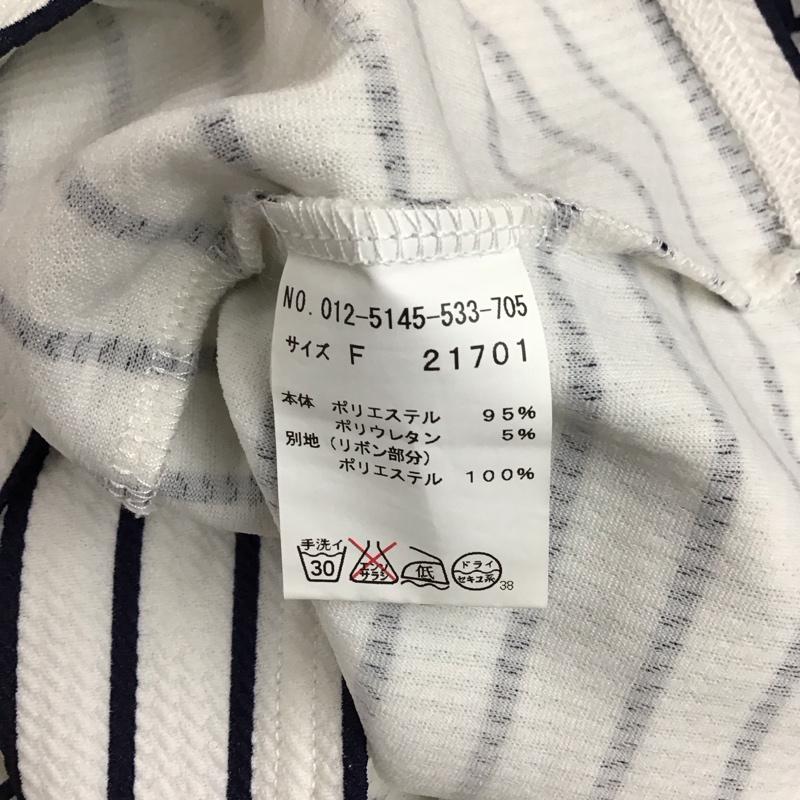 NO. 012-5145-533-705
サイズ F 21701
本体 ポリエステル 95%
ポリウレタン 5%
別地(リボン部分)
ポリエステル 100%
手洗イ
30
エンソ
サラシ
低
ドライ
セキユ系
38